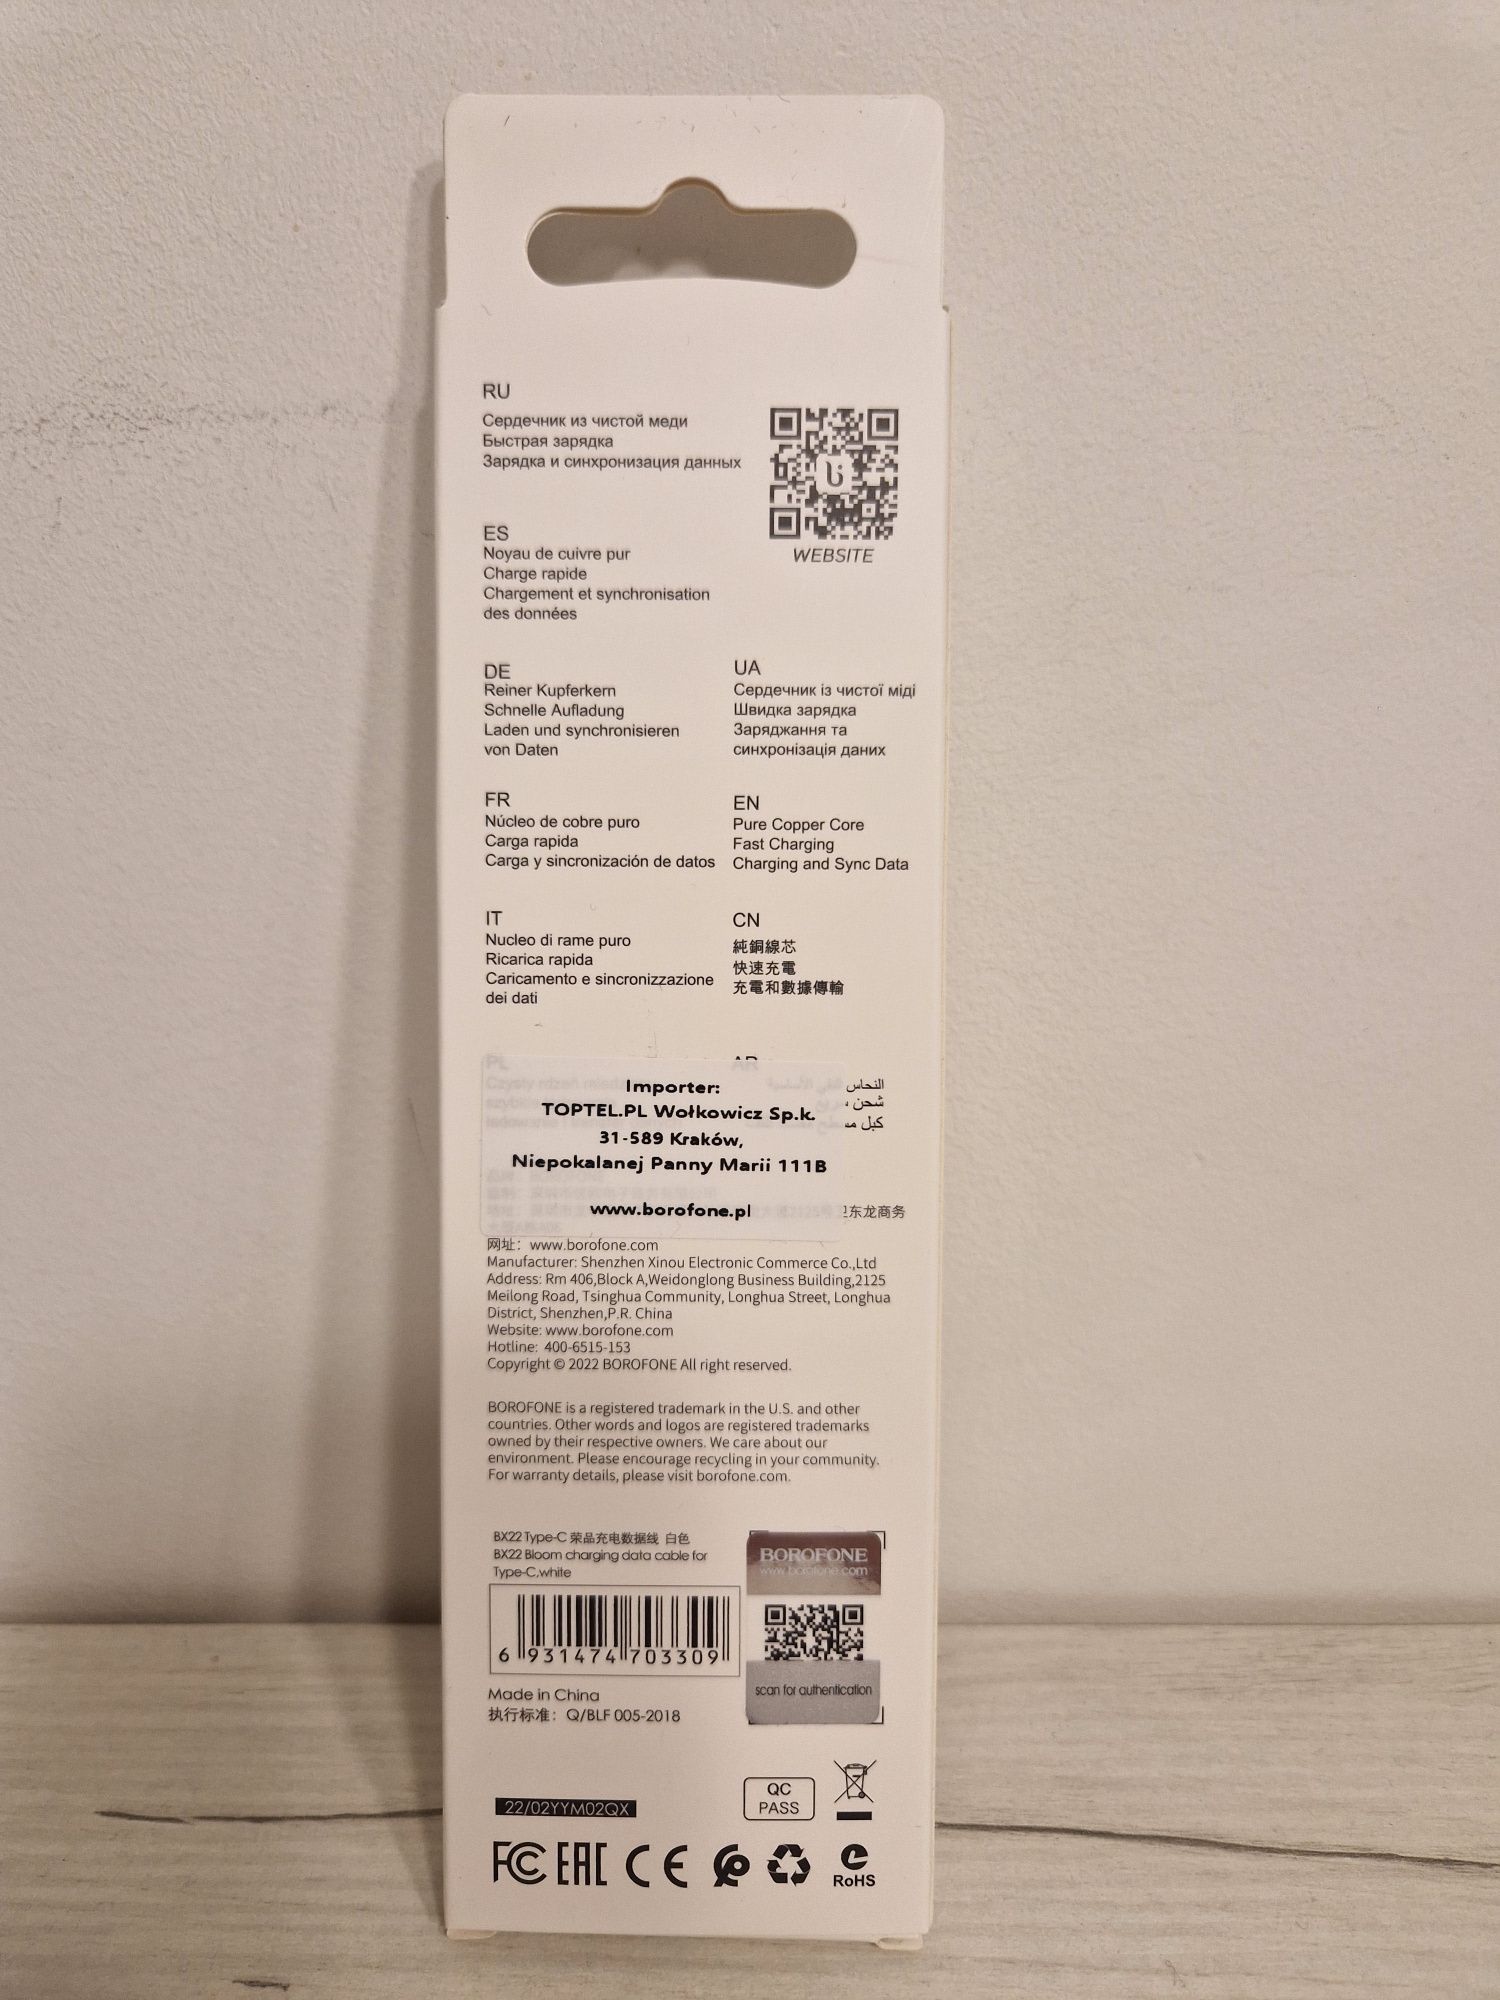 RU
Сердечник из чистой меди
Быстрая зарядка
Зарядка и синхронизация данных
WEBSITE
ES
Noyau de cuivre pur
Charge rapide
Chargement et synchronisation
des données
DE
Reiner Kupferkern
Schnelle Aufladung
Laden und synchronisieren
von Daten
UA
Сердечник із чистої міді
Швидка зарядка
Заряджання та
синхронізація даних
FR
Núcleo de cobre puro
Carga rapida
Carga y sincronización de datos
EN
Pure Copper Core
Fast Charging
Charging and Sync Data
IT
Nucleo di rame puro
Ricarica rapida
Caricamento e sincronizzazione
dei dati
CN
純銅線芯
快速充電
充電和數據傳輸
PL
AR
النحاس
شحن
كبل
Importer:
TOPTEL.PL Wołkowicz Sp.k.
31-589 Kraków,
Niepokalanej Panny Marii 111B
www.borofone.pl
东龙商务
网址: www.borofone.com
Manufacturer: Shenzhen Xinou Electronic Commerce Co.,Ltd
Address: Rm 406,Block A,Weidonglong Business Building,2125
Meilong Road, Tsinghua Community, Longhua Street, Longhua
District, Shenzhen,P.R. China
Website: www.borofone.com
Hotline: 400-6515-153
Copyright © 2022 BOROFONE All right reserved.
BOROFONE is a registered trademark in the U.S. and other
countries. Other words and logos are registered trademarks
owned by their respective owners. We care about our
environment. Please encourage recycling in your community.
For warranty details, please visit borofone.com.
BX22 Type-C 荣品充电数据线 白色
BX22 Bloom charging data cable for
Type-C,white
6 931474 703309
BOROFONE
www.borofone.com
scan for authentication
Made in China
执行标准: Q/BLF 005-2018
22/02YYM02QX
QC
PASS
FC EAC CE
RoHS